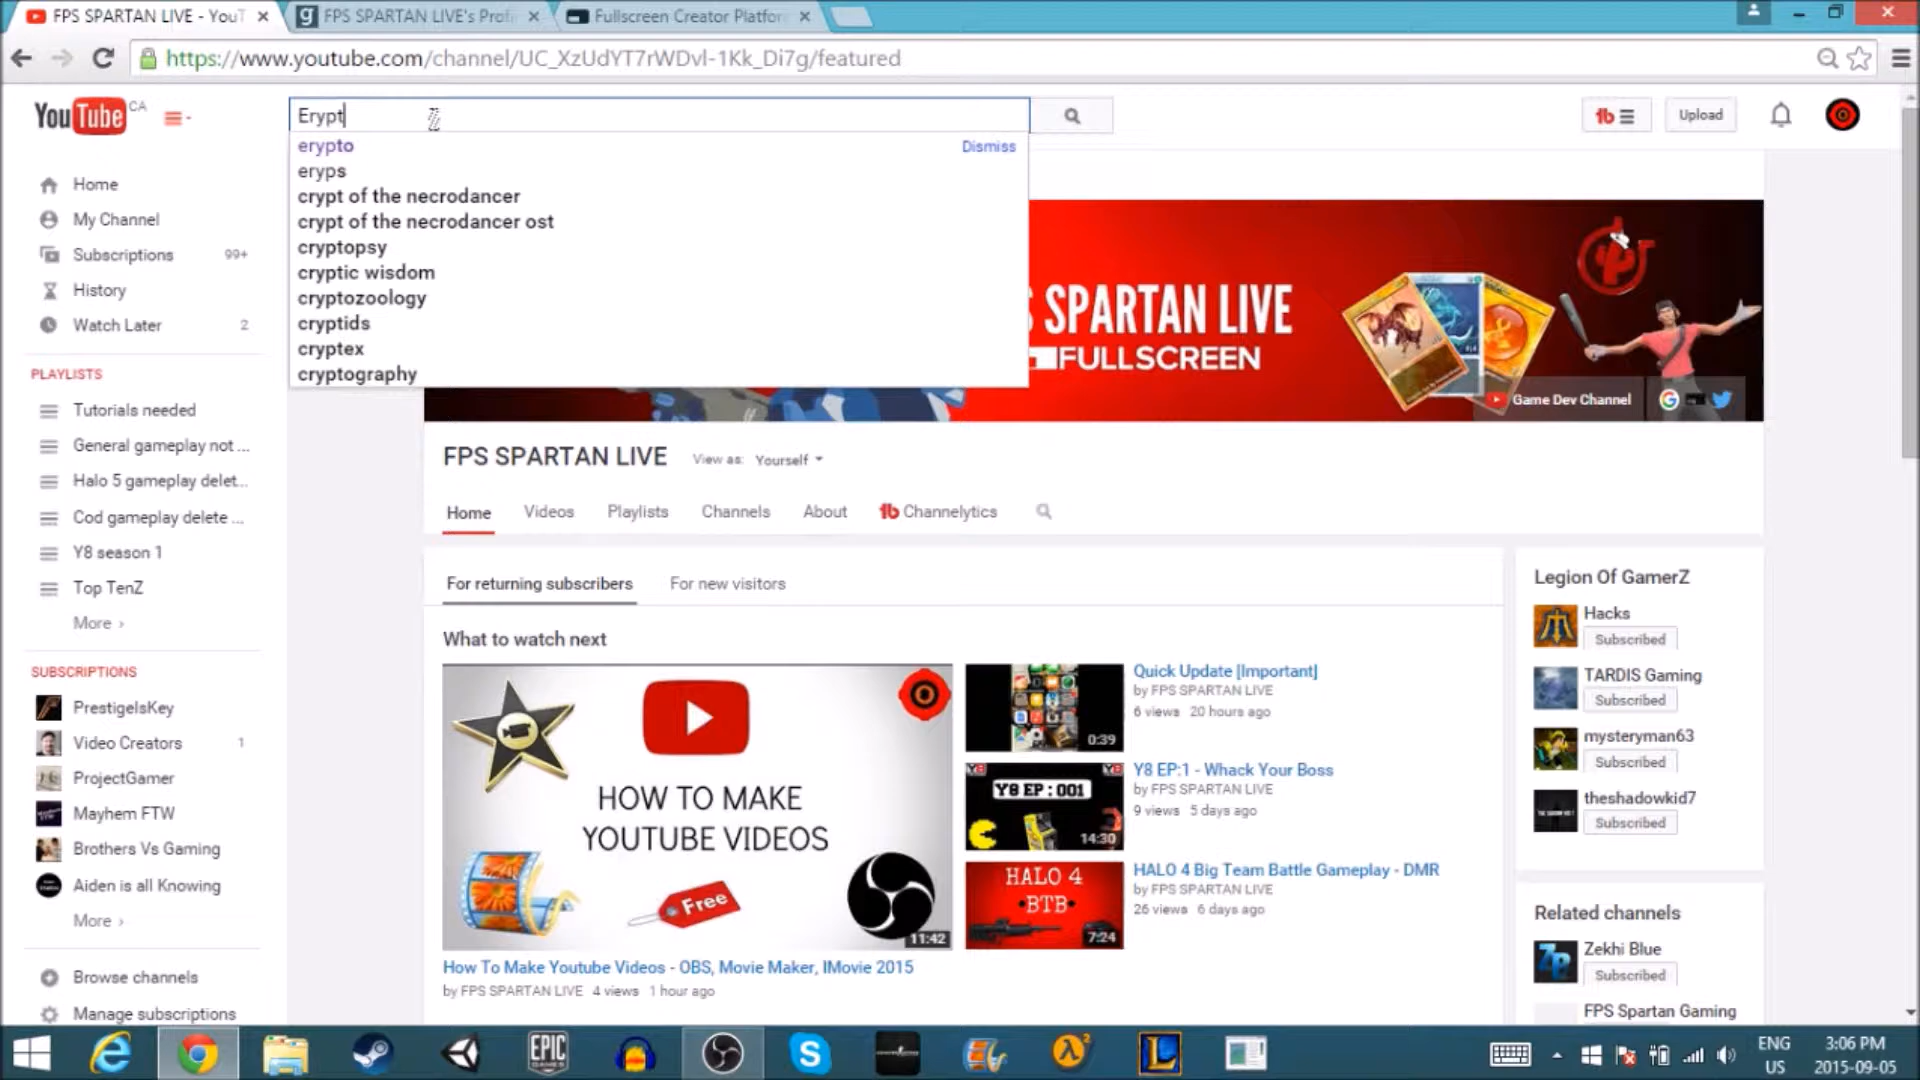 FPS SPARTAN LIVE - YouT
FPS SPARTAN LIVE's Profi
Fullscreen Creator Platfor
https://www.youtube.com/channel/UC_XzUdYT7rWDvl-1Kk_Di7g/featured
YouTube CA
Erypt
Upload
erypto
Dismiss
eryps
crypt of the necrodancer
crypt of the necrodancer ost
cryptopsy
cryptic wisdom
cryptozoology
cryptids
cryptex
cryptography
Home
My Channel
Subscriptions 99+
History
Watch Later 2
PLAYLISTS
Tutorials needed
General gameplay not ...
Halo 5 gameplay delet...
Cod gameplay delete ...
Y8 season 1
Top TenZ
More ›
SUBSCRIPTIONS
PrestigeIsKey
Video Creators 1
ProjectGamer
Mayhem FTW
Brothers Vs Gaming
Aiden is all Knowing
More ›
Browse channels
Manage subscriptions
SPARTAN LIVE
FULLSCREEN
Game Dev Channel
FPS SPARTAN LIVE
View as: Yourself
Home
Videos
Playlists
Channels
About
Channelytics
For returning subscribers
For new visitors
What to watch next
HOW TO MAKE
YOUTUBE VIDEOS
Free
11:42
How To Make Youtube Videos - OBS, Movie Maker, IMovie 2015
by FPS SPARTAN LIVE 4 views 1 hour ago
0:39
Quick Update [Important]
by FPS SPARTAN LIVE
6 views 20 hours ago
Y8
Y8
Y8 EP : 001
14:30
Y8 EP:1 - Whack Your Boss
by FPS SPARTAN LIVE
9 views 5 days ago
HALO 4
·BTB·
7:24
HALO 4 Big Team Battle Gameplay - DMR
by FPS SPARTAN LIVE
26 views 6 days ago
Legion Of GamerZ
Hacks
Subscribed
TARDIS Gaming
Subscribed
mysteryman63
Subscribed
theshadowkid7
Subscribed
Related channels
Zekhi Blue
Subscribed
FPS Spartan Gaming
EPIC
GAMES
ENG
US
3:06 PM
2015-09-05